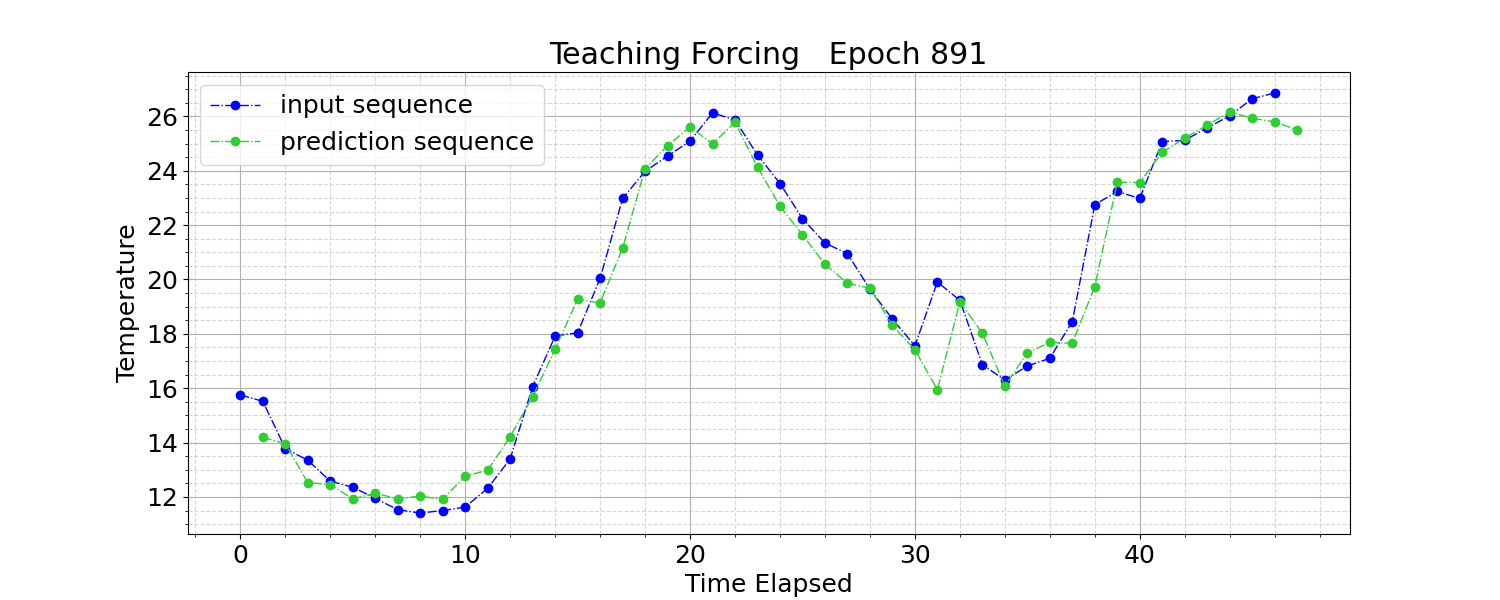 Teaching Forcing   Epoch 891
input sequence
prediction sequence
Temperature
26
24
22
20
18
16
14
12
0 10 20 30 40
Time Elapsed